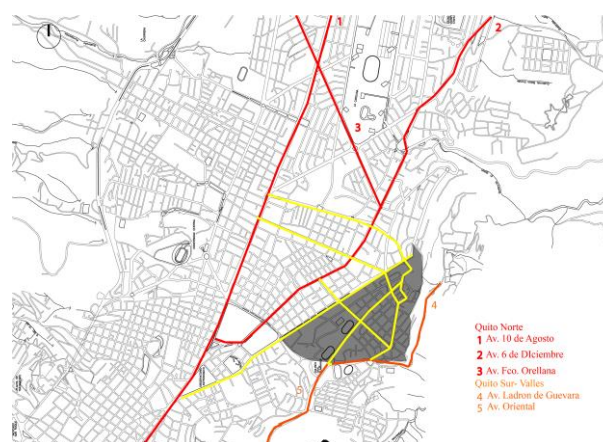 1
2
3
4
5
Quito Norte
1 Av. 10 de Agosto
2 Av. 6 de DIciembre
3 Av. Fco. Orellana
Quito Sur- Valles
4 Av. Ladron de Guevara
5 Av. Oriental